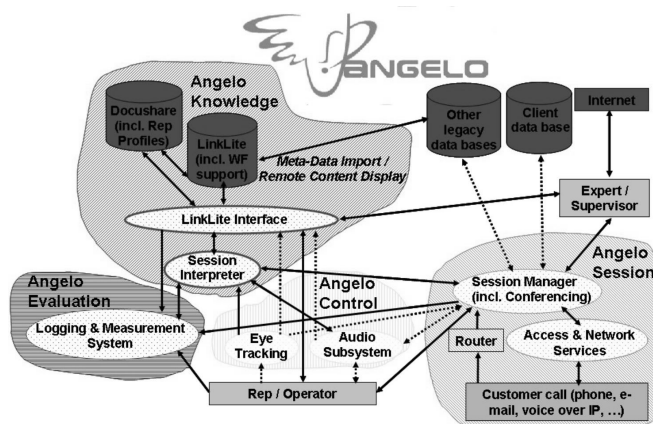 ANGELO
Angelo
Knowledge
Docushare
(incl. Rep
Profiles)
LinkLite
(incl. WF
support)
Other
legacy
data bases
Client
data base
Internet
Meta-Data Import /
Remote Content Display
Expert /
Supervisor
LinkLite Interface
Session
Interpreter
Angelo
Session
Session Manager
(incl. Conferencing)
Angelo
Evaluation
Angelo
Control
Logging & Measurement
System
Eye
Tracking
Audio
Subsystem
Router
Access & Network
Services
Rep / Operator
Customer call (phone, e-
mail, voice over IP, ...)